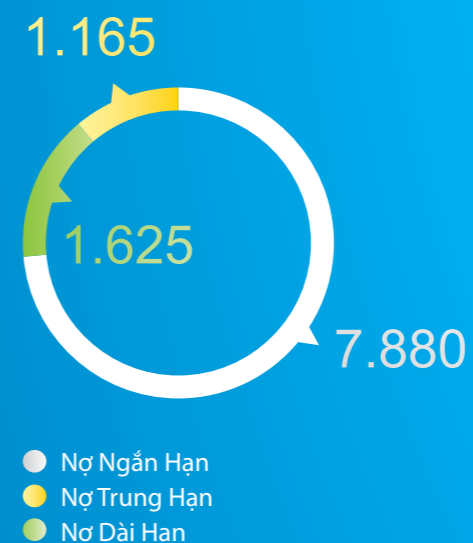 1.165
1.625
7.880
Nợ Ngắn Hạn
Nợ Trung Hạn
Nợ Dài Hạn